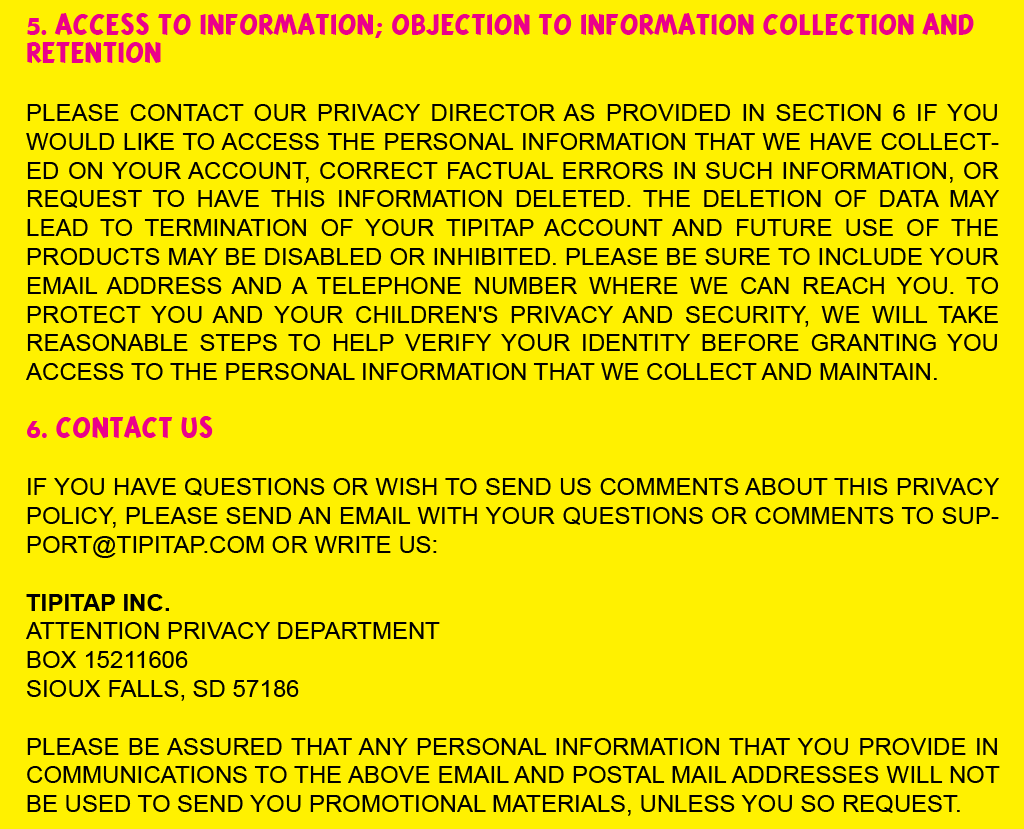 5. ACCESS TO INFORMATION; OBJECTION TO INFORMATION COLLECTION AND
RETENTION
PLEASE CONTACT OUR PRIVACY DIRECTOR AS PROVIDED IN SECTION 6 IF YOU
WOULD LIKE TO ACCESS THE PERSONAL INFORMATION THAT WE HAVE COLLECT-
ED ON YOUR ACCOUNT, CORRECT FACTUAL ERRORS IN SUCH INFORMATION, OR
REQUEST TO HAVE THIS INFORMATION DELETED. THE DELETION OF DATA MAY
LEAD TO TERMINATION OF YOUR TIPITAP ACCOUNT AND FUTURE USE OF THE
PRODUCTS MAY BE DISABLED OR INHIBITED. PLEASE BE SURE TO INCLUDE YOUR
EMAIL ADDRESS AND A TELEPHONE NUMBER WHERE WE CAN REACH YOU. TO
PROTECT YOU AND YOUR CHILDREN'S PRIVACY AND SECURITY, WE WILL TAKE
REASONABLE STEPS TO HELP VERIFY YOUR IDENTITY BEFORE GRANTING YOU
ACCESS TO THE PERSONAL INFORMATION THAT WE COLLECT AND MAINTAIN.
6. CONTACT US
IF YOU HAVE QUESTIONS OR WISH TO SEND US COMMENTS ABOUT THIS PRIVACY
POLICY, PLEASE SEND AN EMAIL WITH YOUR QUESTIONS OR COMMENTS TO SUP-
PORT@TIPITAP.COM OR WRITE US:
TIPITAP INC.
ATTENTION PRIVACY DEPARTMENT
BOX 15211606
SIOUX FALLS, SD 57186
PLEASE BE ASSURED THAT ANY PERSONAL INFORMATION THAT YOU PROVIDE IN
COMMUNICATIONS TO THE ABOVE EMAIL AND POSTAL MAIL ADDRESSES WILL NOT
BE USED TO SEND YOU PROMOTIONAL MATERIALS, UNLESS YOU SO REQUEST.